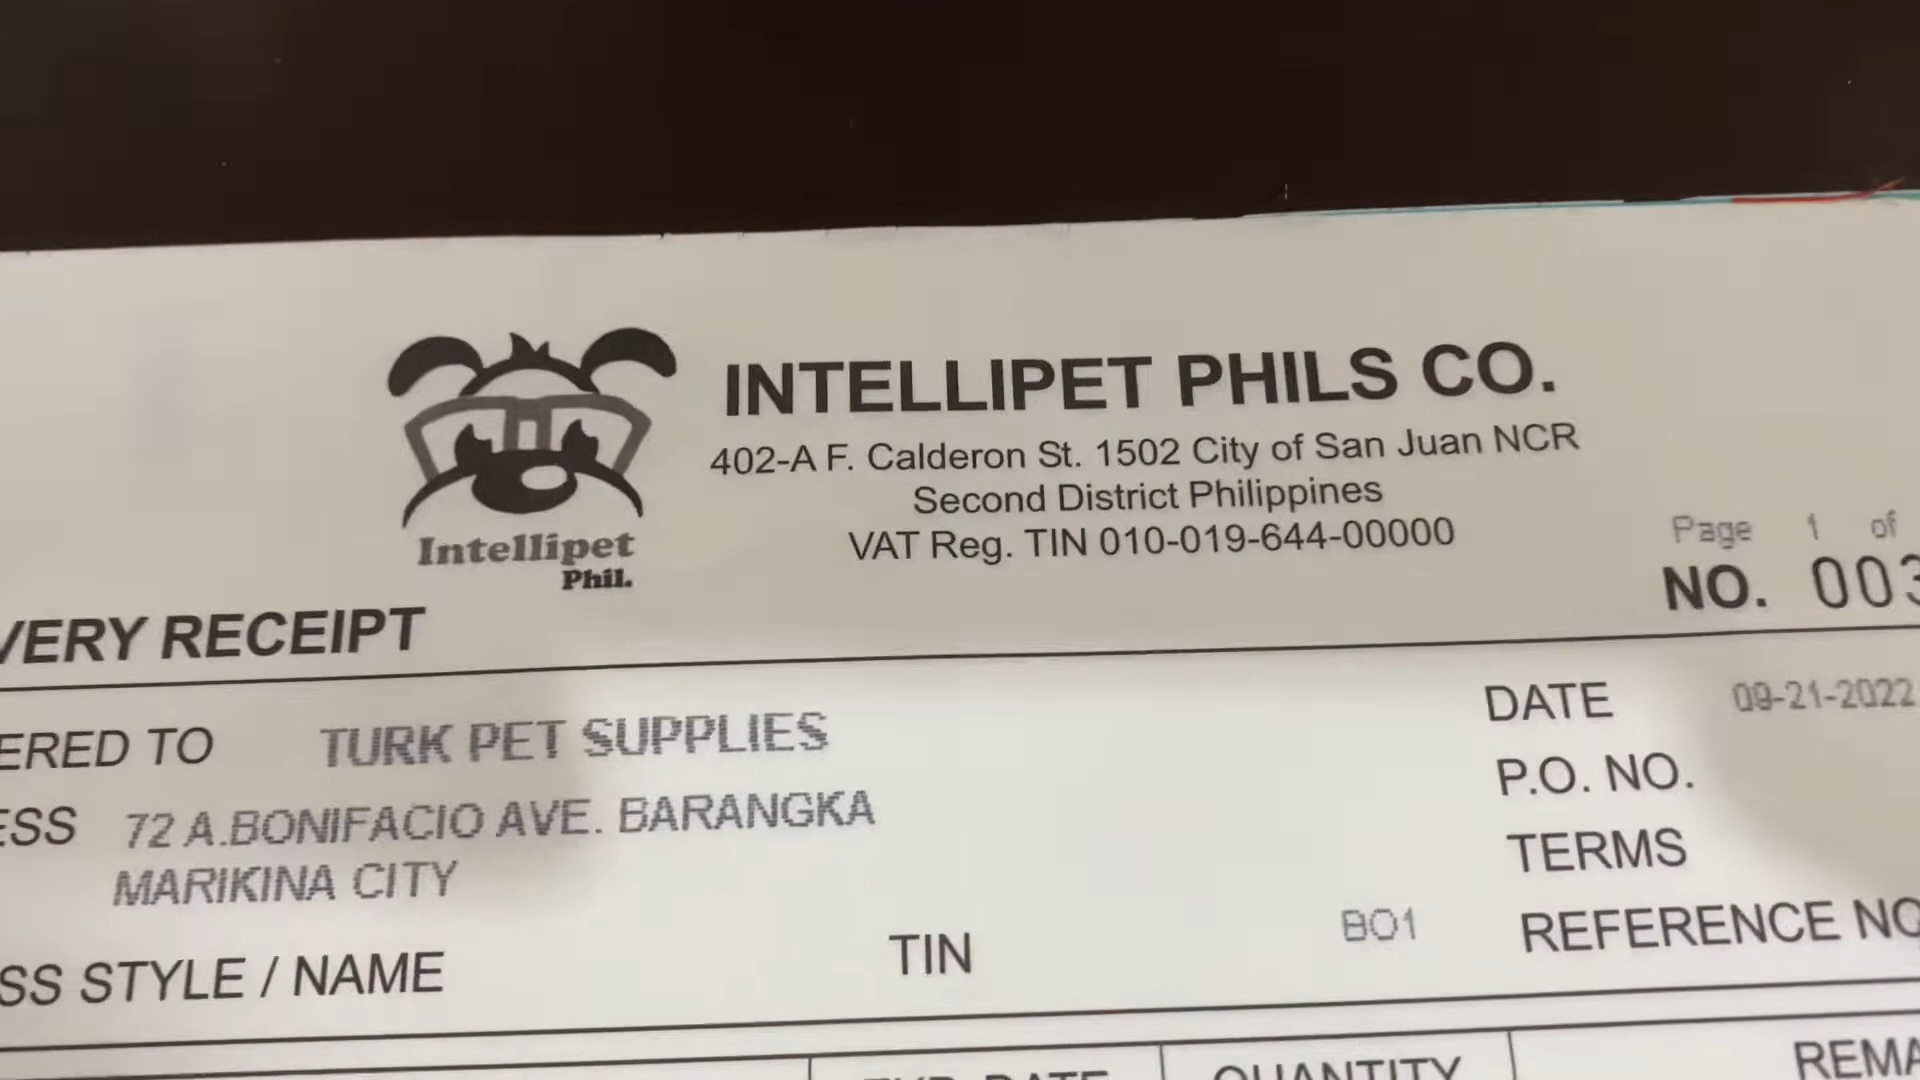 INTELLIPET PHILS CO.
402-A F. Calderon St. 1502 City of San Juan NCR
Second District Philippines
VAT Reg. TIN 010-019-644-00000
Intellipet
Phil.
Page 1 of
NO. 003
VERY RECEIPT
ERED TO TURK PET SUPPLIES
DATE 09-21-2022
ESS 72 A.BONIFACIO AVE. BARANGKA
MARIKINA CITY
P.O. NO.
TERMS
SS STYLE / NAME
TIN
BO1
REFERENCE NO
EXP. DATE
QUANTITY
REMA